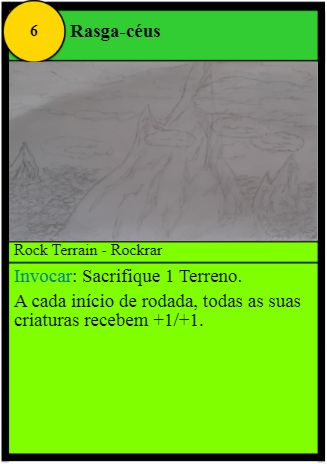 6
Rasga-céus
Rock Terrain - Rockrar
Invocar: Sacrifique 1 Terreno.
A cada início de rodada, todas as suas
criaturas recebem +1/+1.